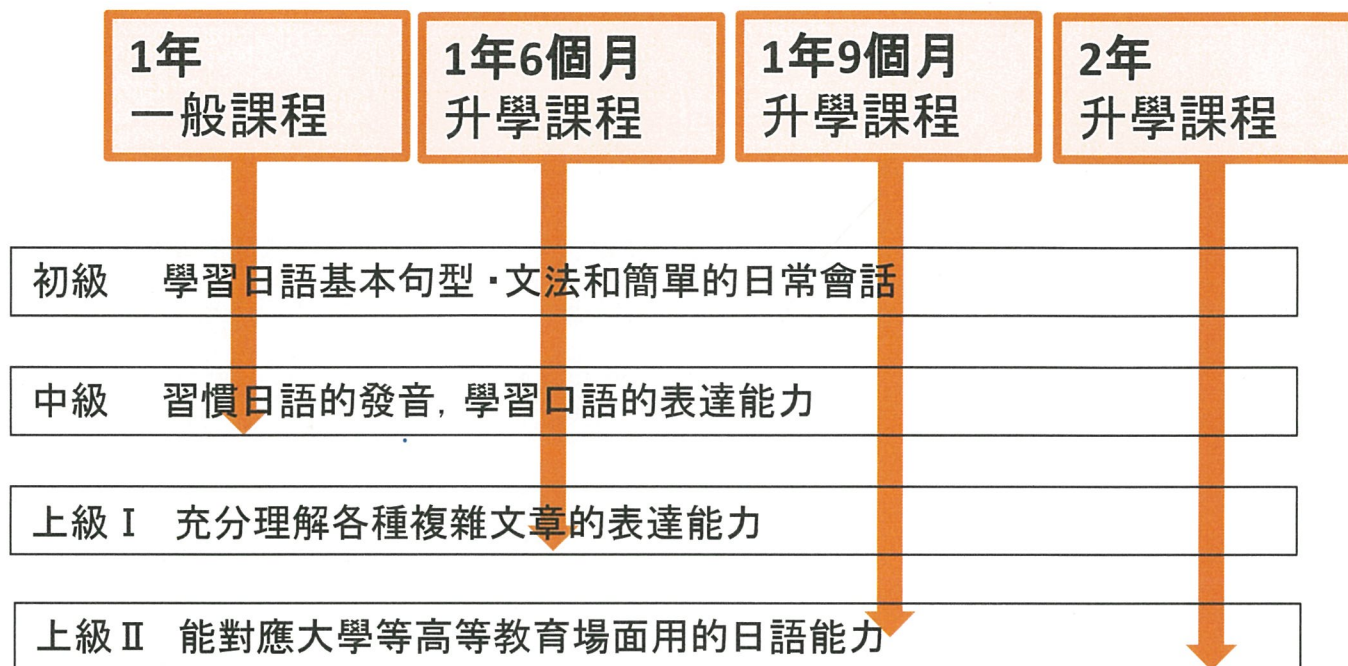 1年
一般課程
1年6個月
升學課程
1年9個月
升學課程
2年
升學課程
初級 學習日語基本句型・文法和簡單的日常會話
中級 習慣日語的發音，學習口語的表達能力
上級Ⅰ 充分理解各種複雜文章的表達能力
上級Ⅱ 能對應大學等高等教育場面用的日語能力